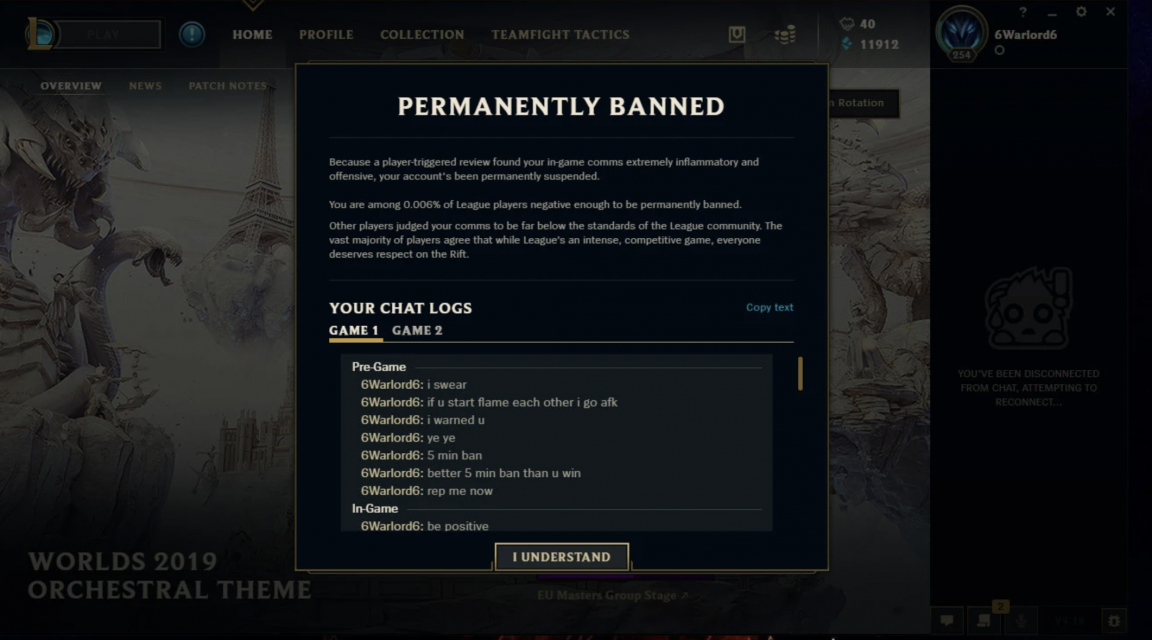 PLAY
HOME
PROFILE
COLLECTION
TEAMFIGHT TACTICS
40
11912
254
6Warlord6
?
OVERVIEW
NEWS
PATCH NOTES
n Rotation
PERMANENTLY BANNED
Because a player-triggered review found your in-game comms extremely inflammatory and
offensive, your account's been permanently suspended.
You are among 0.006% of League players negative enough to be permanently banned.
Other players judged your comms to be far below the standards of the League community. The
vast majority of players agree that while League's an intense, competitive game, everyone
deserves respect on the Rift.
YOUR CHAT LOGS
Copy text
GAME 1 GAME 2
Pre-Game
6Warlord6: i swear
6Warlord6: if u start flame each other i go afk
6Warlord6: i warned u
6Warlord6: ye ye
6Warlord6: 5 min ban
6Warlord6: better 5 min ban than u win
6Warlord6: rep me now
In-Game
6Warlord6: be positive
I UNDERSTAND
YOU'VE BEEN DISCONNECTED
FROM CHAT, ATTEMPTING TO
RECONNECT...
WORLDS 2019
ORCHESTRAL THEME
EU Masters Group Stage
2